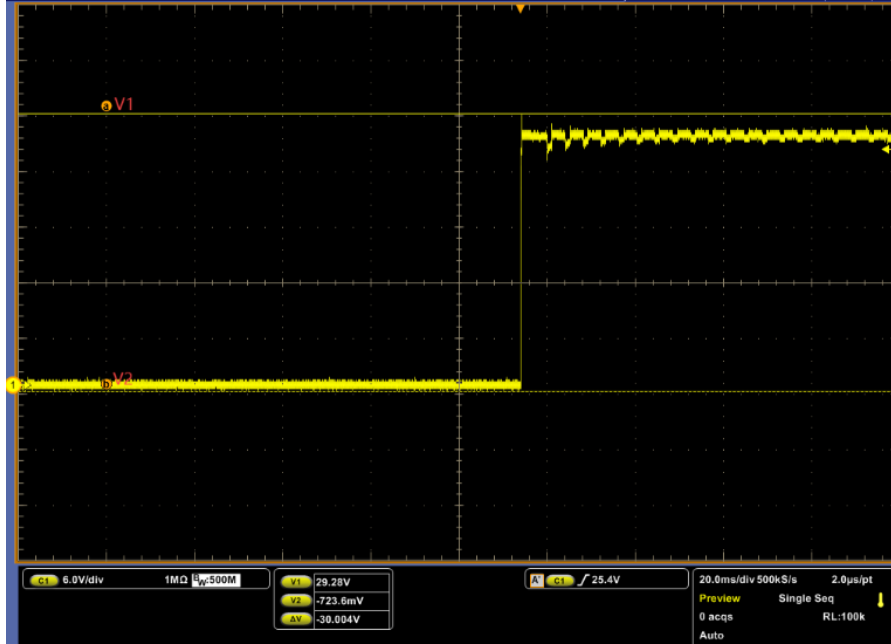 a V1
1
b V2
C1 6.0V/div 1MΩ BW:500M
V1 29.28V
V2 -723.6mV
ΔV -30.004V
A' C1 / 25.4V
20.0ms/div 500kS/s 2.0µs/pt
Preview Single Seq
0 acqs RL:100k
Auto